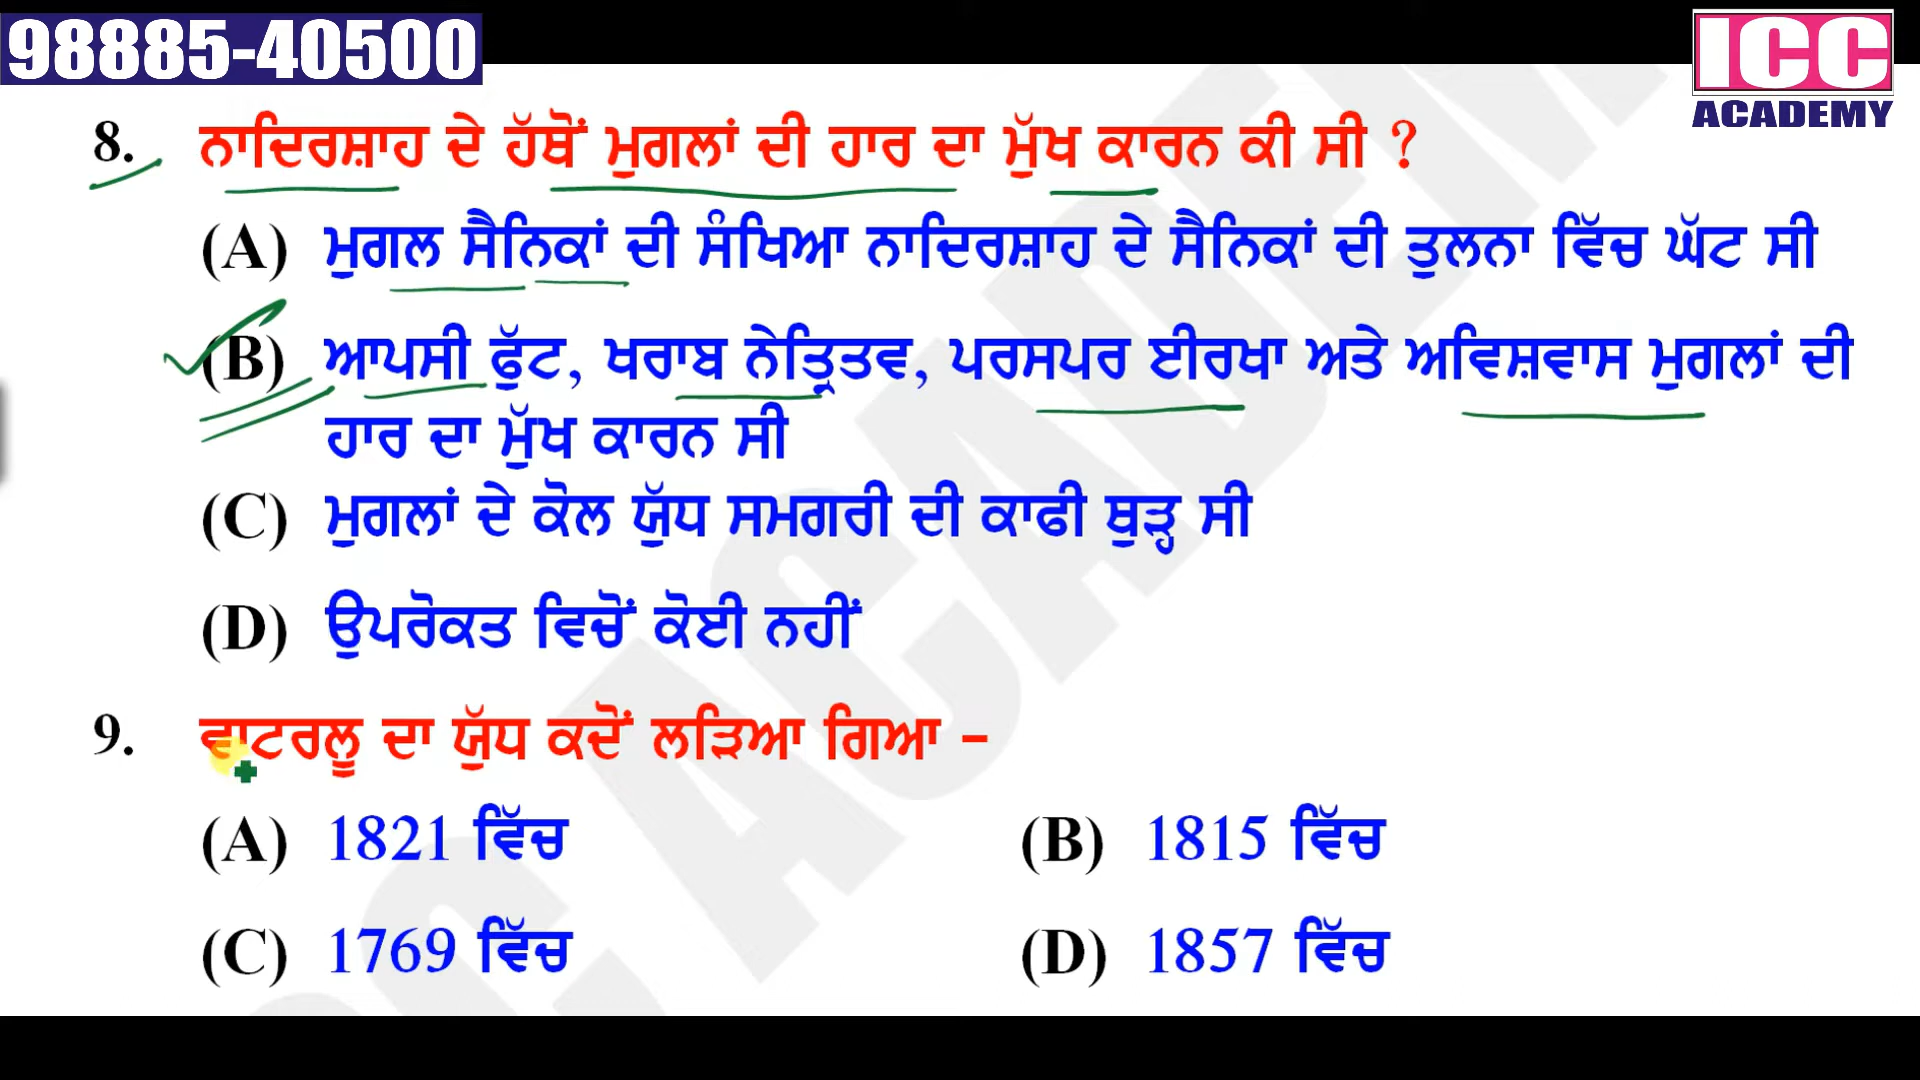 98885-40500
ICC
ACADEMY
8. ਨਾਦਿਰਸ਼ਾਹ ਦੇ ਹੱਥੋਂ ਮੁਗਲਾਂ ਦੀ ਹਾਰ ਦਾ ਮੁੱਖ ਕਾਰਨ ਕੀ ਸੀ ?
(A) ਮੁਗਲ ਸੈਨਿਕਾਂ ਦੀ ਸੰਖਿਆ ਨਾਦਿਰਸ਼ਾਹ ਦੇ ਸੈਨਿਕਾਂ ਦੀ ਤੁਲਨਾ ਵਿੱਚ ਘੱਟ ਸੀ
(B) ਆਪਸੀ ਫੁੱਟ, ਖਰਾਬ ਨੇਤ੍ਰਿਤਵ, ਪਰਸਪਰ ਈਰਖਾ ਅਤੇ ਅਵਿਸ਼ਵਾਸ ਮੁਗਲਾਂ ਦੀ
ਹਾਰ ਦਾ ਮੁੱਖ ਕਾਰਨ ਸੀ
(C) ਮੁਗਲਾਂ ਦੇ ਕੋਲ ਯੁੱਧ ਸਮਗਰੀ ਦੀ ਕਾਫੀ ਥੁੜ੍ਹ ਸੀ
(D) ਉਪਰੋਕਤ ਵਿਚੋਂ ਕੋਈ ਨਹੀਂ
9. ਵਾਟਰਲੂ ਦਾ ਯੁੱਧ ਕਦੋਂ ਲੜਿਆ ਗਿਆ –
(A) 1821 ਵਿੱਚ (B) 1815 ਵਿੱਚ
(C) 1769 ਵਿੱਚ (D) 1857 ਵਿੱਚ